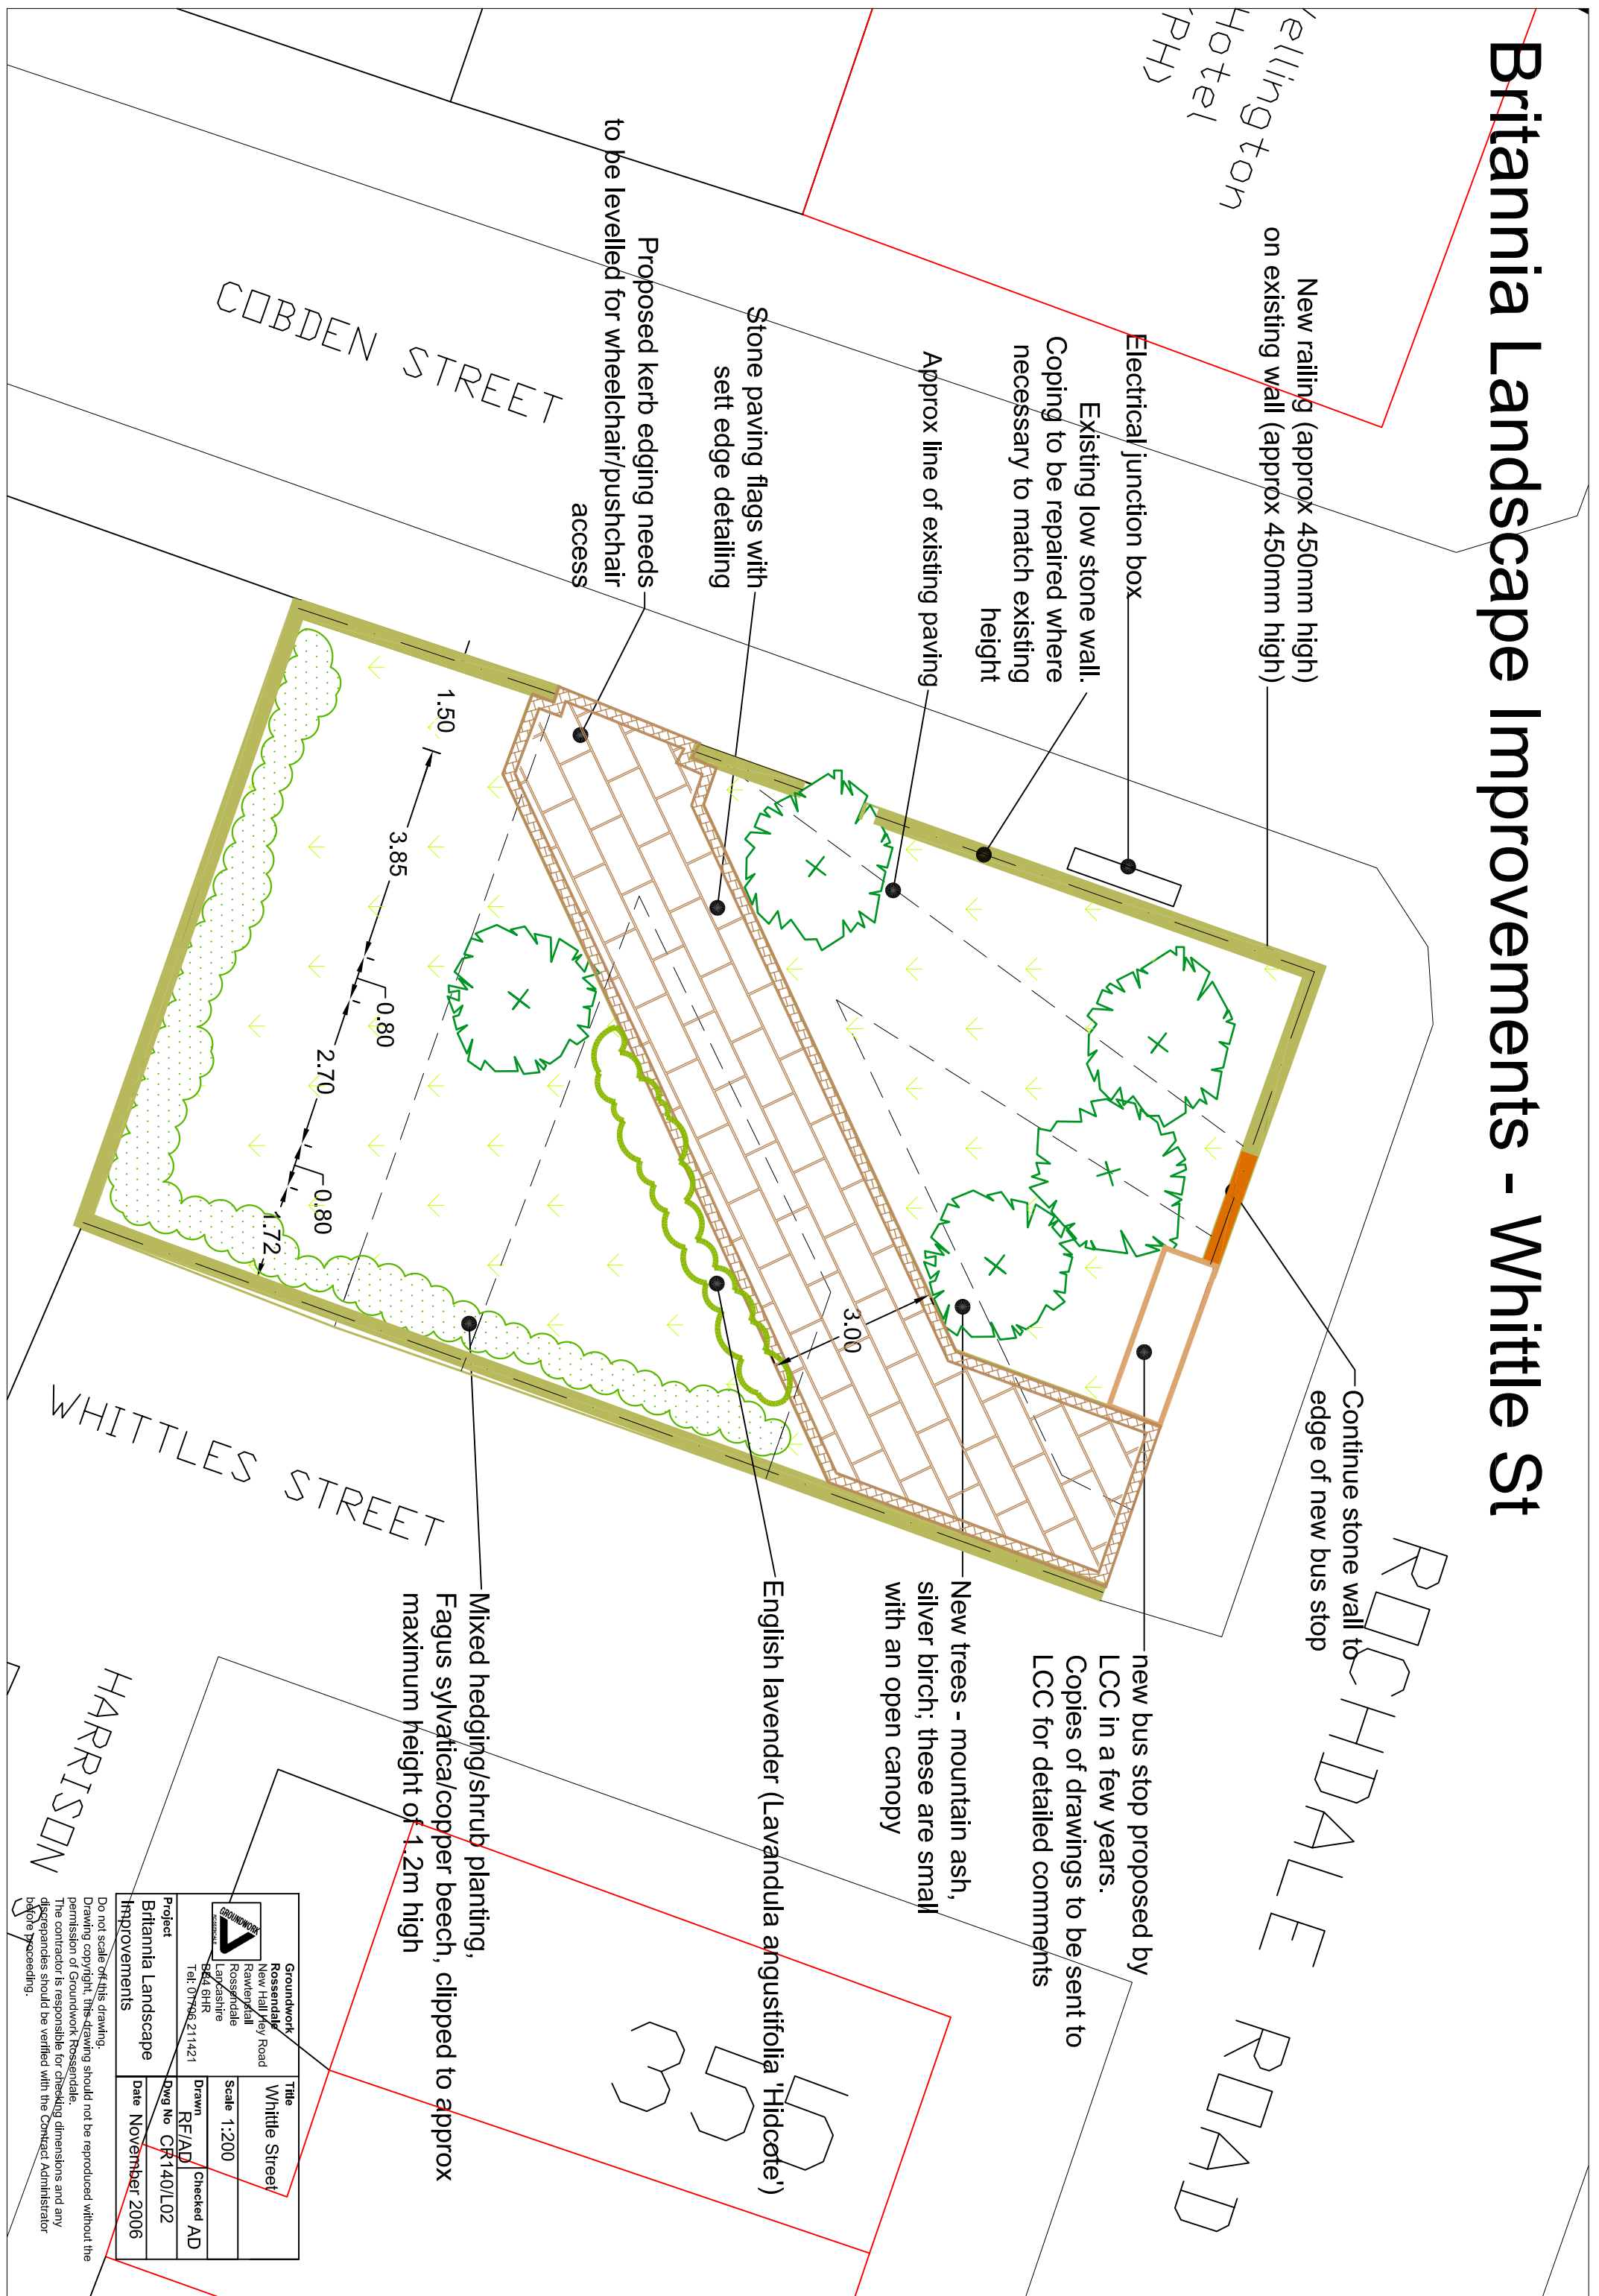 Britannia Landscape Improvements - Whittle St
ellington
Hotel
(PH)
New railing (approx 450mm high)
on existing wall (approx 450mm high)
Electrical junction box
Existing low stone wall.
Coping to be repaired where
necessary to match existing
height
Approx line of existing paving
Stone paving flags with
sett edge detailing
Proposed kerb edging needs
to be levelled for wheelchair/pushchair
access
COBDEN STREET
1.50
3.85
0.80
2.70
0.80
1.72
3.00
Continue stone wall to
edge of new bus stop
ROCHDALE ROAD
new bus stop proposed by
LCC in a few years.
Copies of drawings to be sent to
LCC for detailed comments
New trees - mountain ash,
silver birch; these are small
with an open canopy
English lavender (Lavandula angustifolia 'Hidcote')
Mixed hedging/shrub planting,
Fagus sylvatica/copper beech, clipped to approx
maximum height of 1.2m high
WHITTLES STREET
HARRISON S
355
GROUNDWORK
ROSSENDALE
Groundwork
Rossendale
New Hall Hey Road
Rawtenstall
Rossendale
Lancashire
BB4 6HR
Tel: 01706 211421
Title
Whittle Street
Scale 1:200
Drawn RF/AD
Checked AD
Project
Britannia Landscape
Improvements
Dwg No CR140/L02
Date November 2006
Do not scale off this drawing.
Drawing copyright, this drawing should not be reproduced without the
permission of Groundwork Rossendale.
The contractor is responsible for checking dimensions and any
discrepancies should be verified with the Contract Administrator
before proceeding.